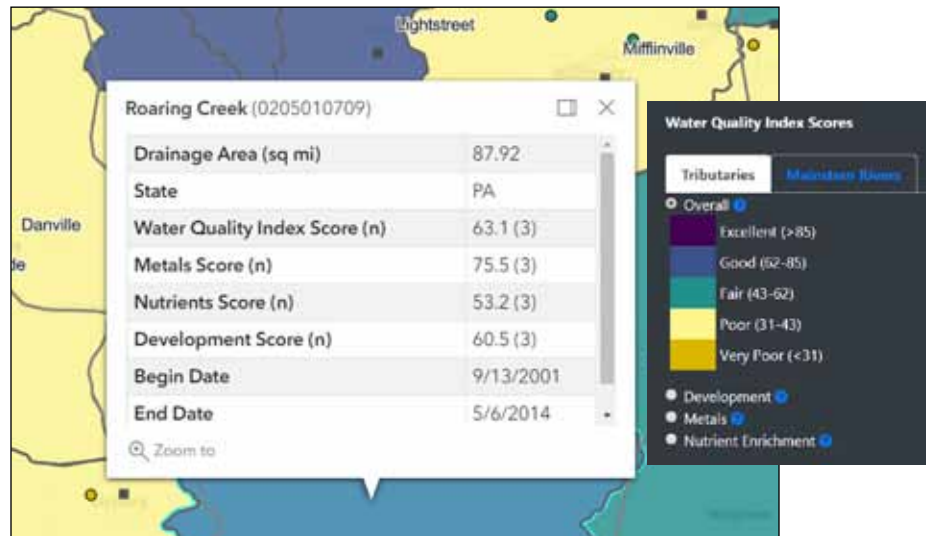 Lightstreet
Mifflinville
Danville
Roaring Creek (0205010709)
Drainage Area (sq mi) 87.92
State PA
Water Quality Index Score (n) 63.1 (3)
Metals Score (n) 75.5 (3)
Nutrients Score (n) 53.2 (3)
Development Score (n) 60.5 (3)
Begin Date 9/13/2001
End Date 5/6/2014
Zoom to
Water Quality Index Scores
Tributaries Mainstem Rivers
Overall ?
Excellent (>85)
Good (62-85)
Fair (43-62)
Poor (31-43)
Very Poor (<31)
Development ?
Metals ?
Nutrient Enrichment ?